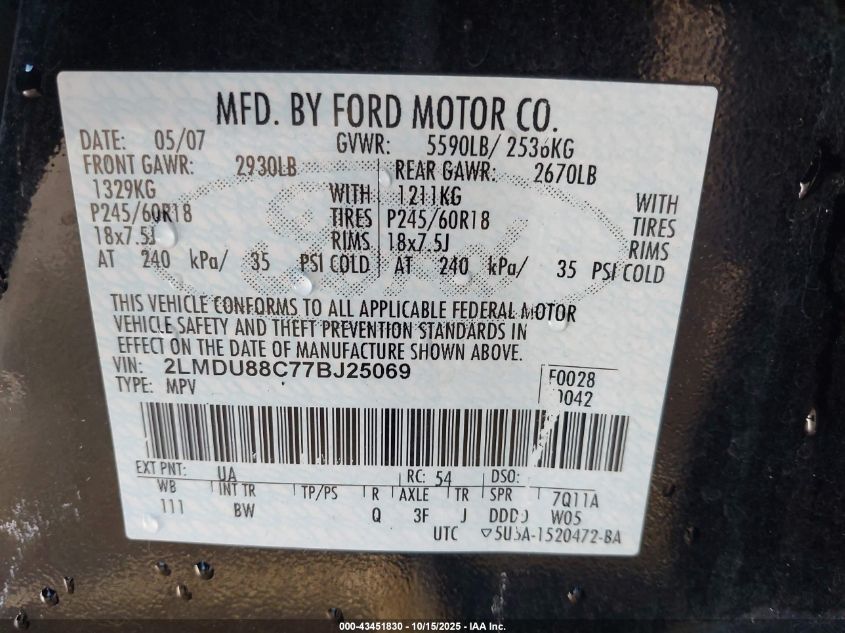 MFD. BY FORD MOTOR CO.
DATE: 05/07 GVWR: 5590LB/ 2536KG
FRONT GAWR: 2930LB REAR GAWR: 2670LB
1329KG WITH 1211KG WITH
P245/60R18 TIRES P245/60R18 TIRES
18x7.5J RIMS 18x7.5J RIMS
AT 240 kPa/ 35 PSI COLD AT 240 kPa/ 35 PSI COLD
THIS VEHICLE CONFORMS TO ALL APPLICABLE FEDERAL MOTOR
VEHICLE SAFETY AND THEFT PREVENTION STANDARDS IN
EFFECT ON THE DATE OF MANUFACTURE SHOWN ABOVE.
VIN: 2LMDU88C77BJ25069
TYPE: MPV
F0028
0042
EXT PNT: UA RC: 54 DSO:
WB INT TR TP/PS R AXLE TR SPR 7Q11A
111 BW Q 3F J DDDD W05
UTC ▽5U5A-1520472-BA
000-43451830 - 10/15/2025 - IAA Inc.